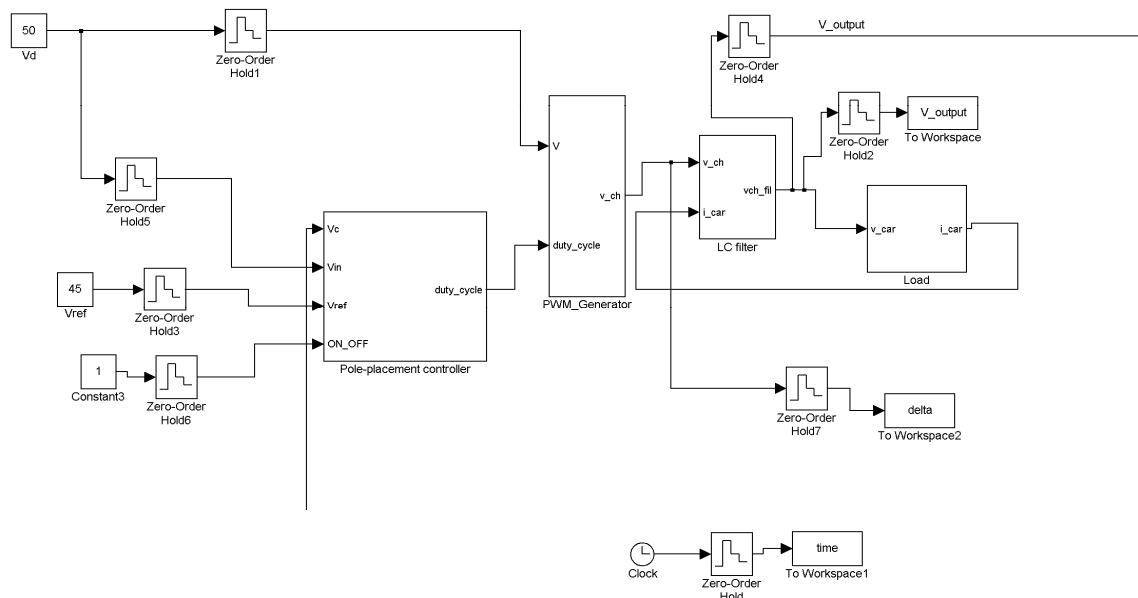 50
Vd
Zero-Order
Hold1
Zero-Order
Hold5
45
Vref
Zero-Order
Hold3
1
Constant3
Zero-Order
Hold6
Vc
Vin
Vref
ON_OFF
duty_cycle
Pole-placement controller
V
duty_cycle
v_ch
PWM_Generator
Zero-Order
Hold4
V_output
v_ch
i_car
vch_fil
LC filter
Zero-Order
Hold2
V_output
To Workspace
v_car
i_car
Load
Zero-Order
Hold7
delta
To Workspace2
Clock
Zero-Order
Hold
time
To Workspace1